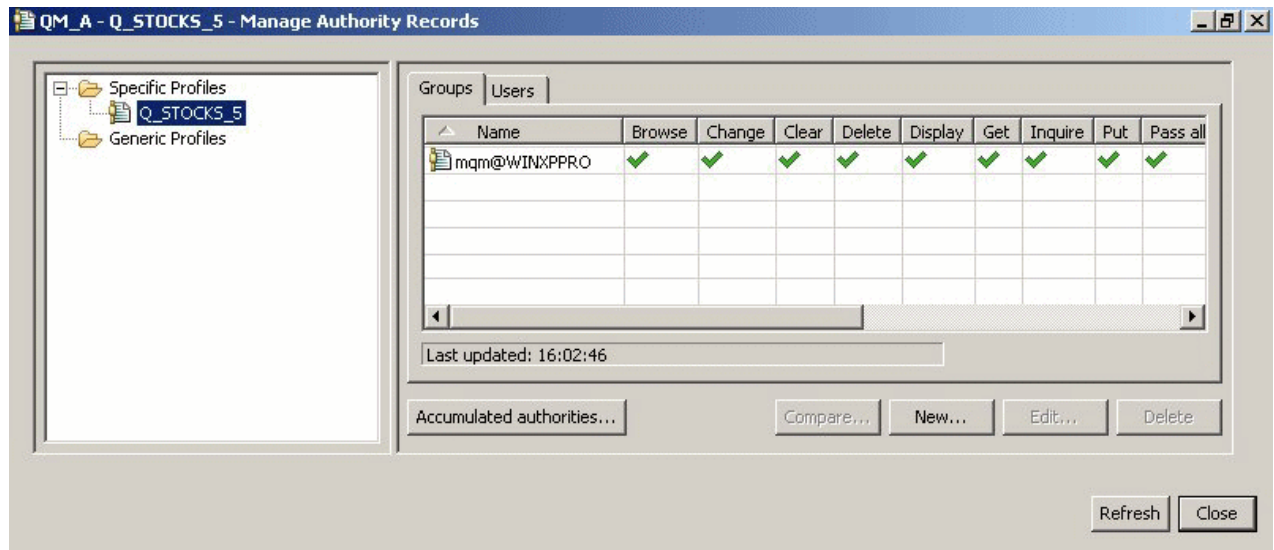 QM_A - Q_STOCKS_5 - Manage Authority Records
Specific Profiles
Q_STOCKS_5
Generic Profiles
Groups Users
Name Browse Change Clear Delete Display Get Inquire Put Pass all
mqm@WINXPPRO
Last updated: 16:02:46
Accumulated authorities... Compare... New... Edit... Delete
Refresh Close